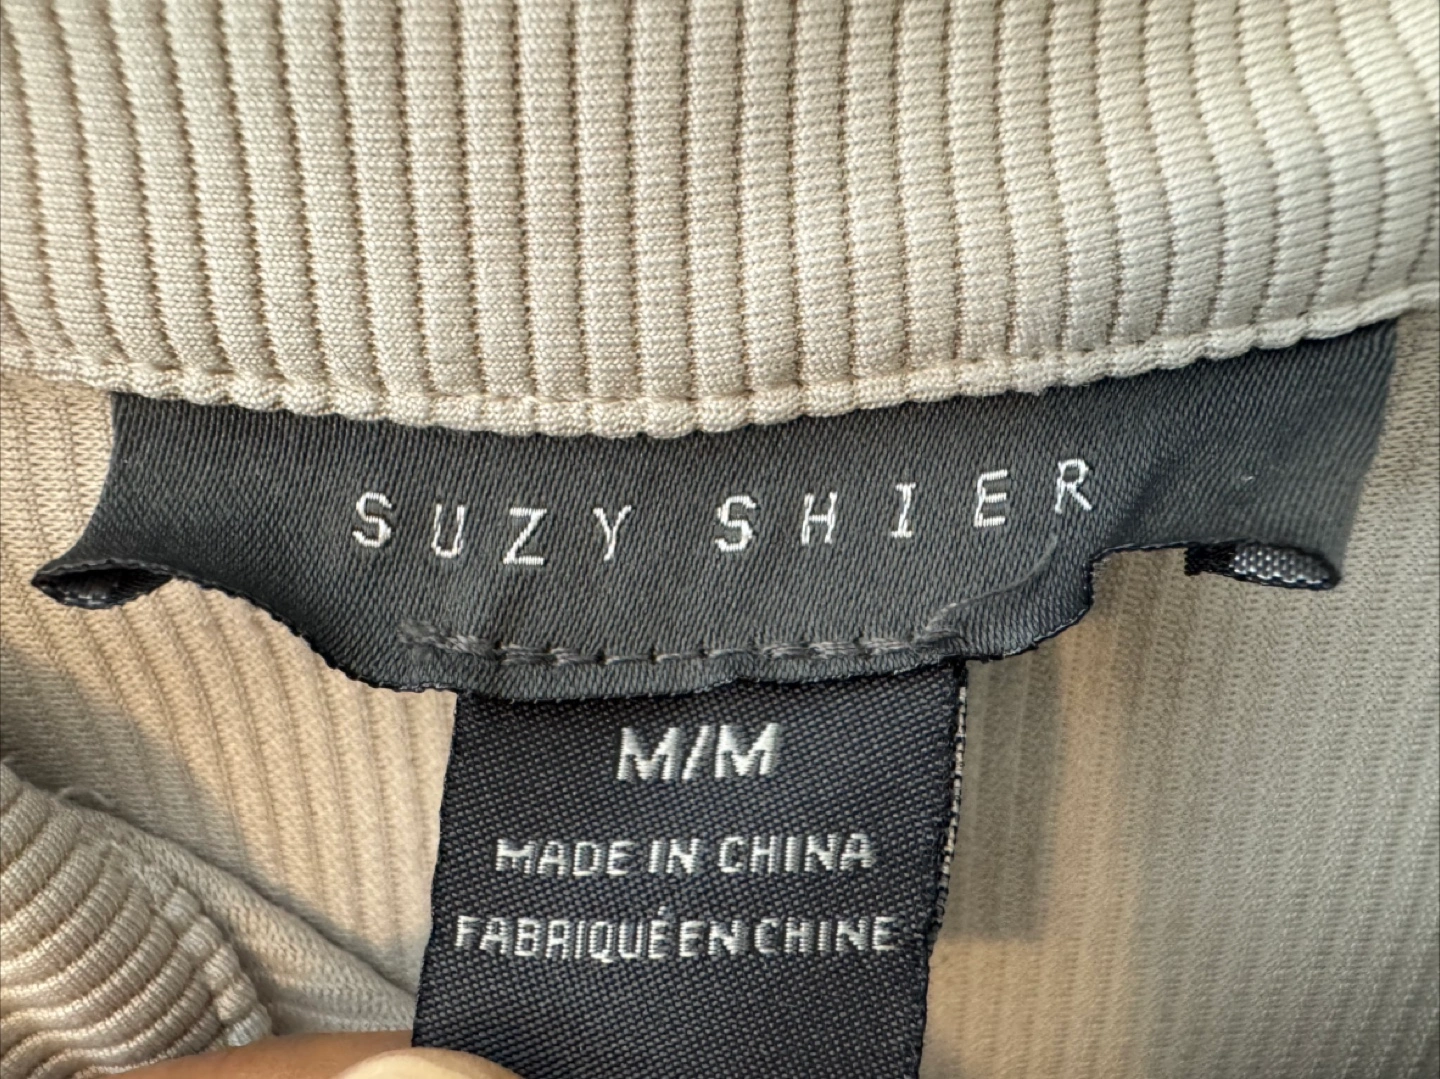 SUZY SHIER
M/M
MADE IN CHINA
FABRIQUÉ EN CHINE